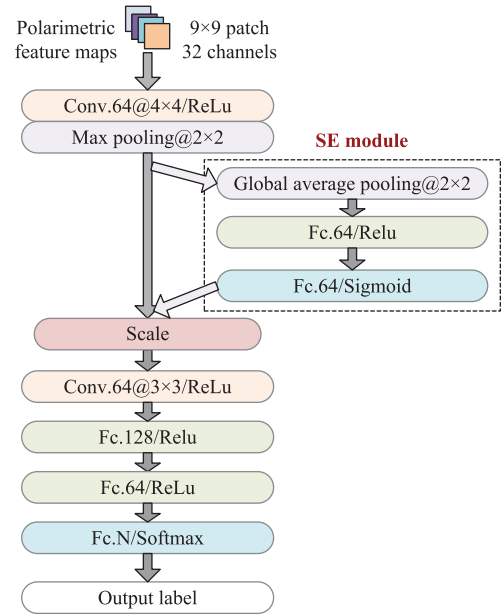 Polarimetric
feature maps
9×9 patch
32 channels
Conv.64@4×4/ReLu
Max pooling@2×2
SE module
Global average pooling@2×2
Fc.64/Relu
Fc.64/Sigmoid
Scale
Conv.64@3×3/ReLu
Fc.128/Relu
Fc.64/ReLu
Fc.N/Softmax
Output label